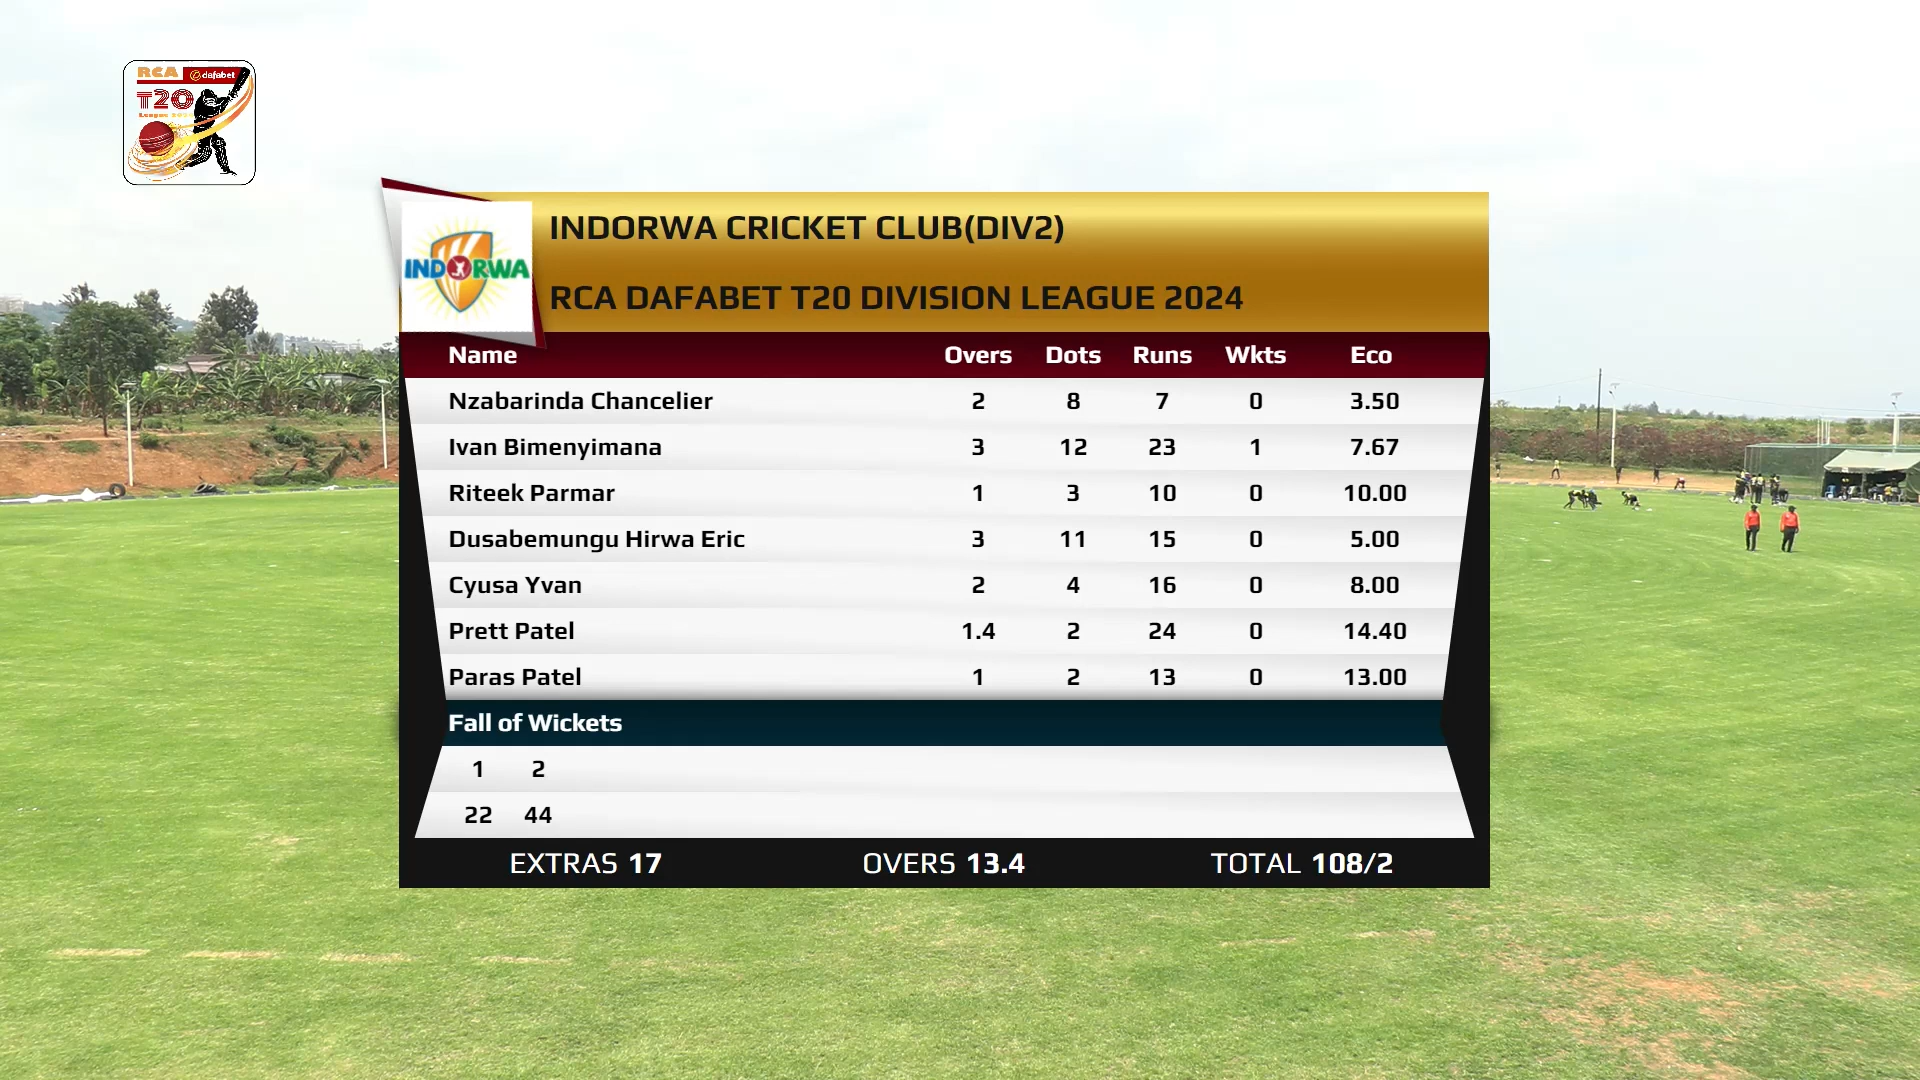 RCA dafabet
T20
League
INDORWA
INDORWA CRICKET CLUB(DIV2)
RCA DAFABET T20 DIVISION LEAGUE 2024
Name Overs Dots Runs Wkts Eco
Nzabarinda Chancelier 2 8 7 0 3.50
Ivan Bimenyimana 3 12 23 1 7.67
Riteek Parmar 1 3 10 0 10.00
Dusabemungu Hirwa Eric 3 11 15 0 5.00
Cyusa Yvan 2 4 16 0 8.00
Prett Patel 1.4 2 24 0 14.40
Paras Patel 1 2 13 0 13.00
Fall of Wickets
1 2
22 44
EXTRAS 17 OVERS 13.4 TOTAL 108/2